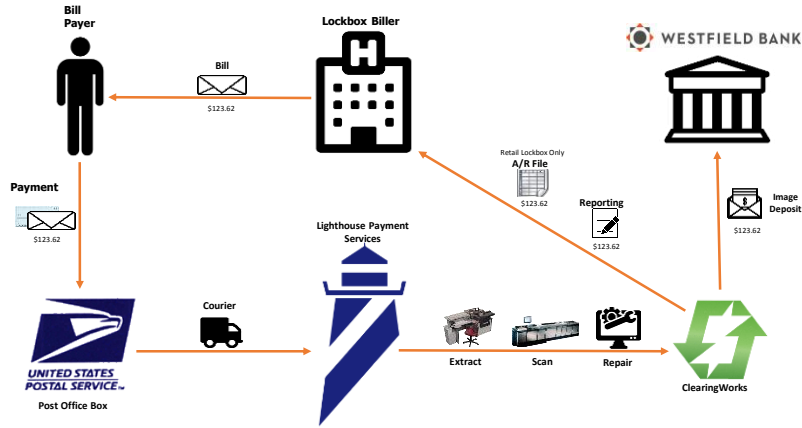 Bill
Payer
Lockbox Biller
WESTFIELD BANK
H
Bill
$123.62
Retail Lockbox Only
A/R File
$123.62
Reporting
$123.62
$
Image
Deposit
$123.62
Payment
$123.62
Lighthouse Payment
Services
Courier
UNITED STATES
POSTAL SERVICE™
Post Office Box
Extract
Scan
Repair
ClearingWorks